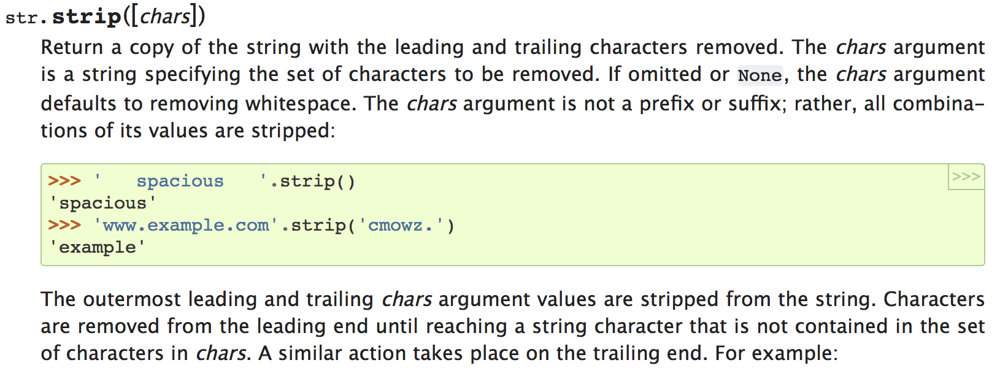 str.strip([chars])
Return a copy of the string with the leading and trailing characters removed. The chars argument
is a string specifying the set of characters to be removed. If omitted or None, the chars argument
defaults to removing whitespace. The chars argument is not a prefix or suffix; rather, all combina-
tions of its values are stripped:
>>> '   spacious   '.strip()
>>>
'spacious'
>>> 'www.example.com'.strip('cmowz.')
'example'
The outermost leading and trailing chars argument values are stripped from the string. Characters
are removed from the leading end until reaching a string character that is not contained in the set
of characters in chars. A similar action takes place on the trailing end. For example: